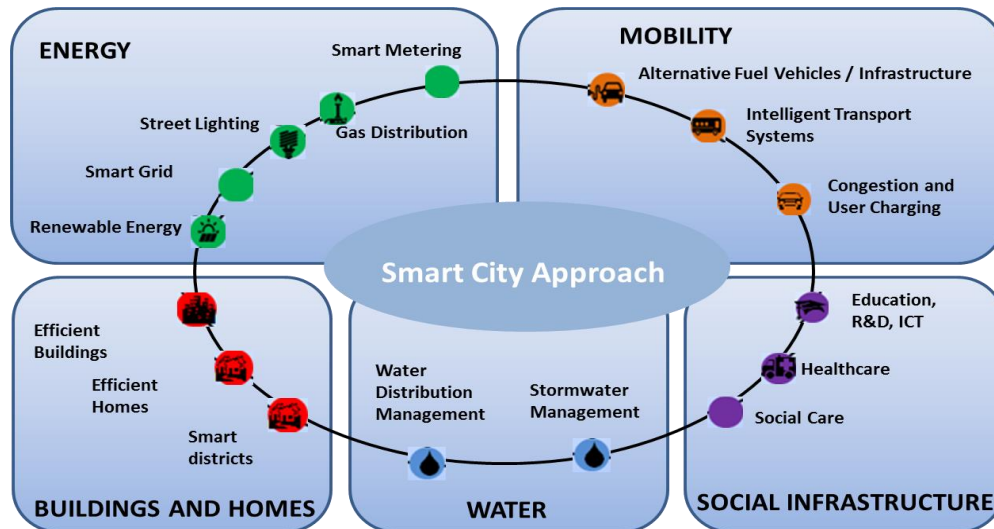 ENERGY
Smart Metering
Street Lighting
Gas Distribution
Smart Grid
Renewable Energy
MOBILITY
Alternative Fuel Vehicles / Infrastructure
Intelligent Transport
Systems
Congestion and
User Charging
Smart City Approach
Efficient
Buildings
Efficient
Homes
Smart
districts
BUILDINGS AND HOMES
Water
Distribution
Management
Stormwater
Management
WATER
Education,
R&D, ICT
Healthcare
Social Care
SOCIAL INFRASTRUCTURE